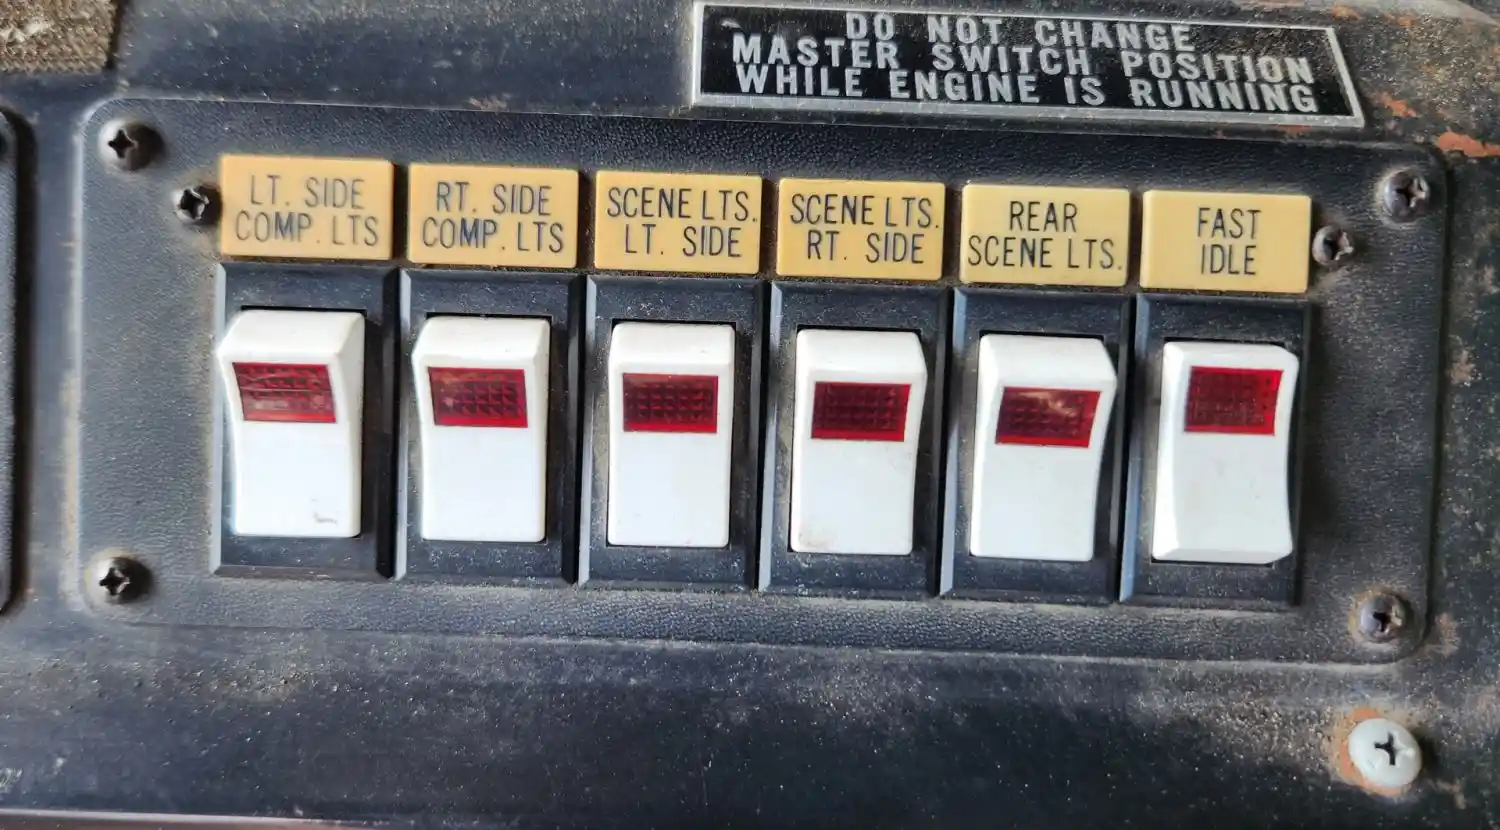 DO NOT CHANGE
MASTER SWITCH POSITION
WHILE ENGINE IS RUNNING
LT. SIDE
COMP. LTS
RT. SIDE
COMP. LTS
SCENE LTS.
LT. SIDE
SCENE LTS.
RT. SIDE
REAR
SCENE LTS.
FAST
IDLE